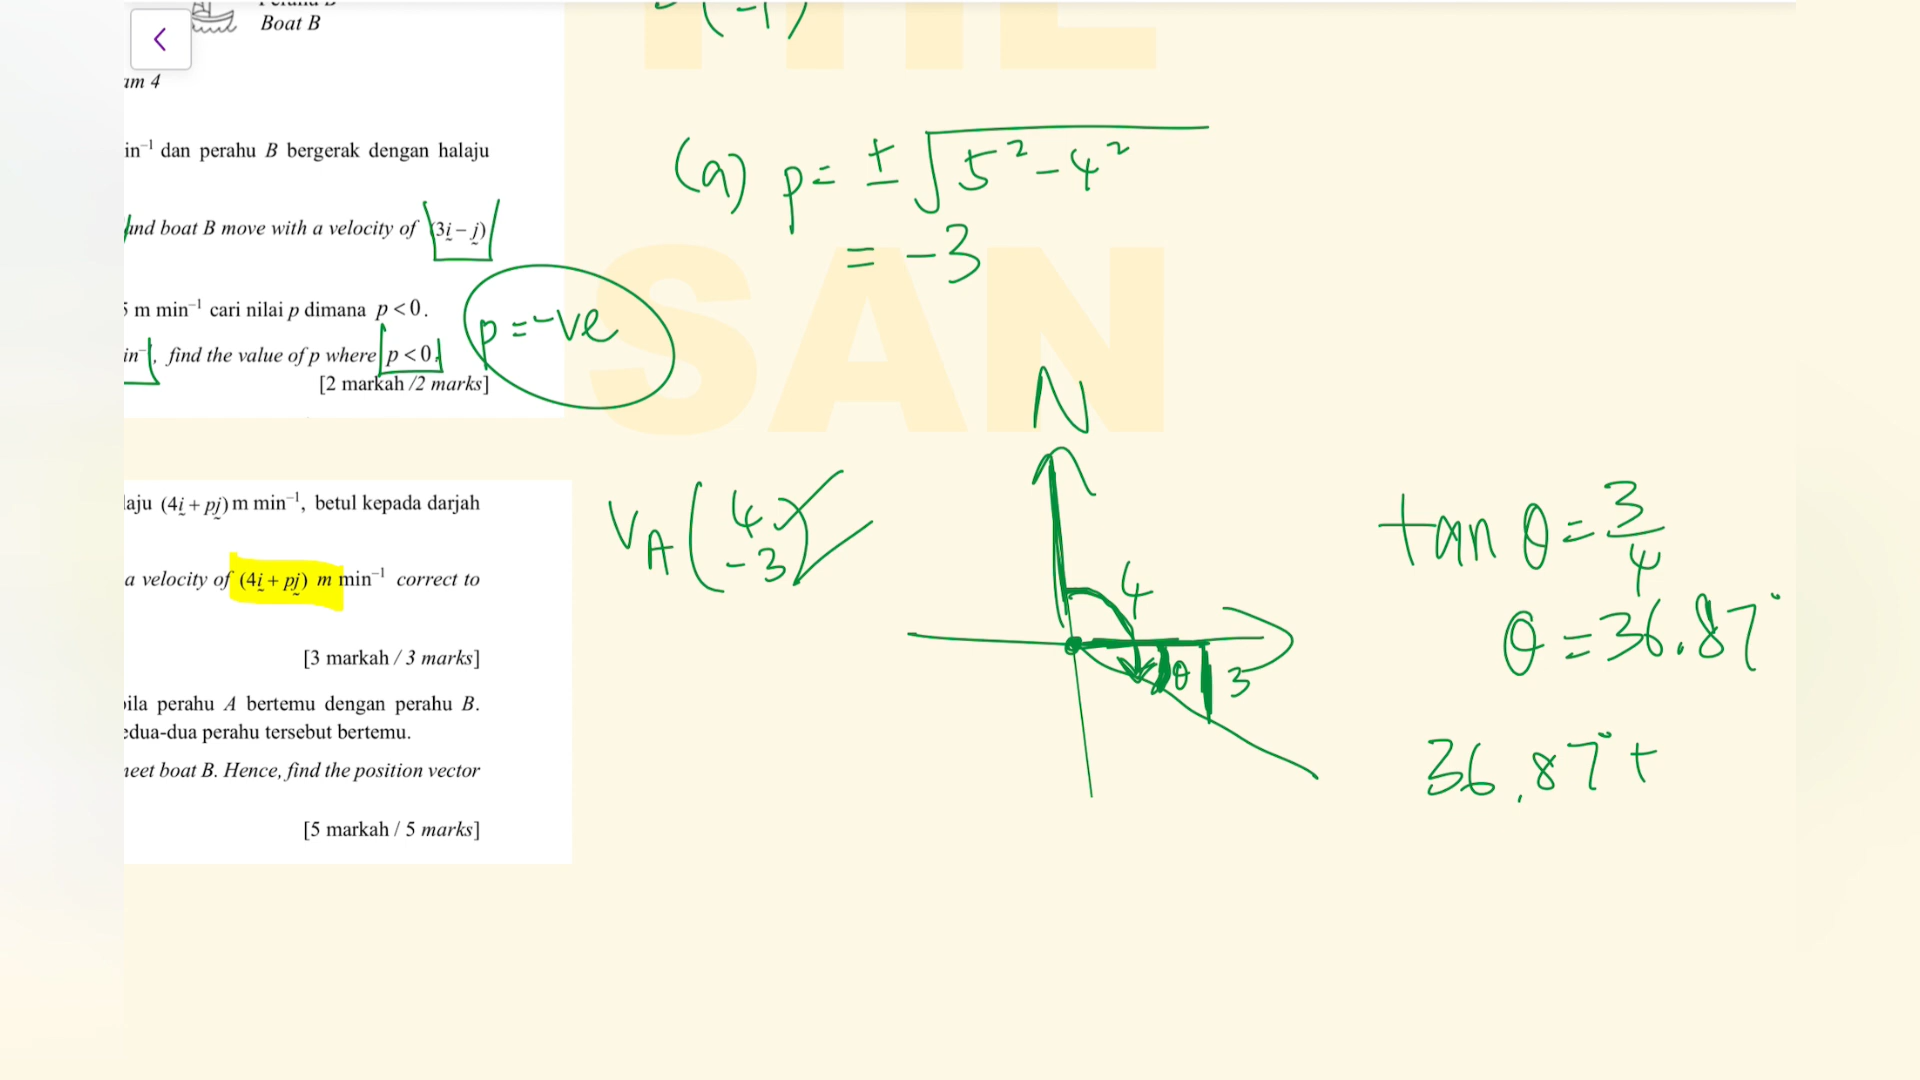 Boat B
am 4
in⁻¹ dan perahu B bergerak dengan halaju
and boat B move with a velocity of (3i − j)
5 m min⁻¹ cari nilai p dimana p < 0.
in⁻¹, find the value of p where p < 0.
[2 markah /2 marks]
p = -ve
(-1)
(a) p = ± √5² - 4²
= -3
laju (4i + pj) m min⁻¹, betul kepada darjah
a velocity of (4i + pj) m min⁻¹ correct to
[3 markah / 3 marks]
bila perahu A bertemu dengan perahu B.
edua-dua perahu tersebut bertemu.
neet boat B. Hence, find the position vector
[5 markah / 5 marks]
V_A (4
-3)
N
4
θ
3
tan θ = 3/4
θ = 36.87°
36.87° +
SAN